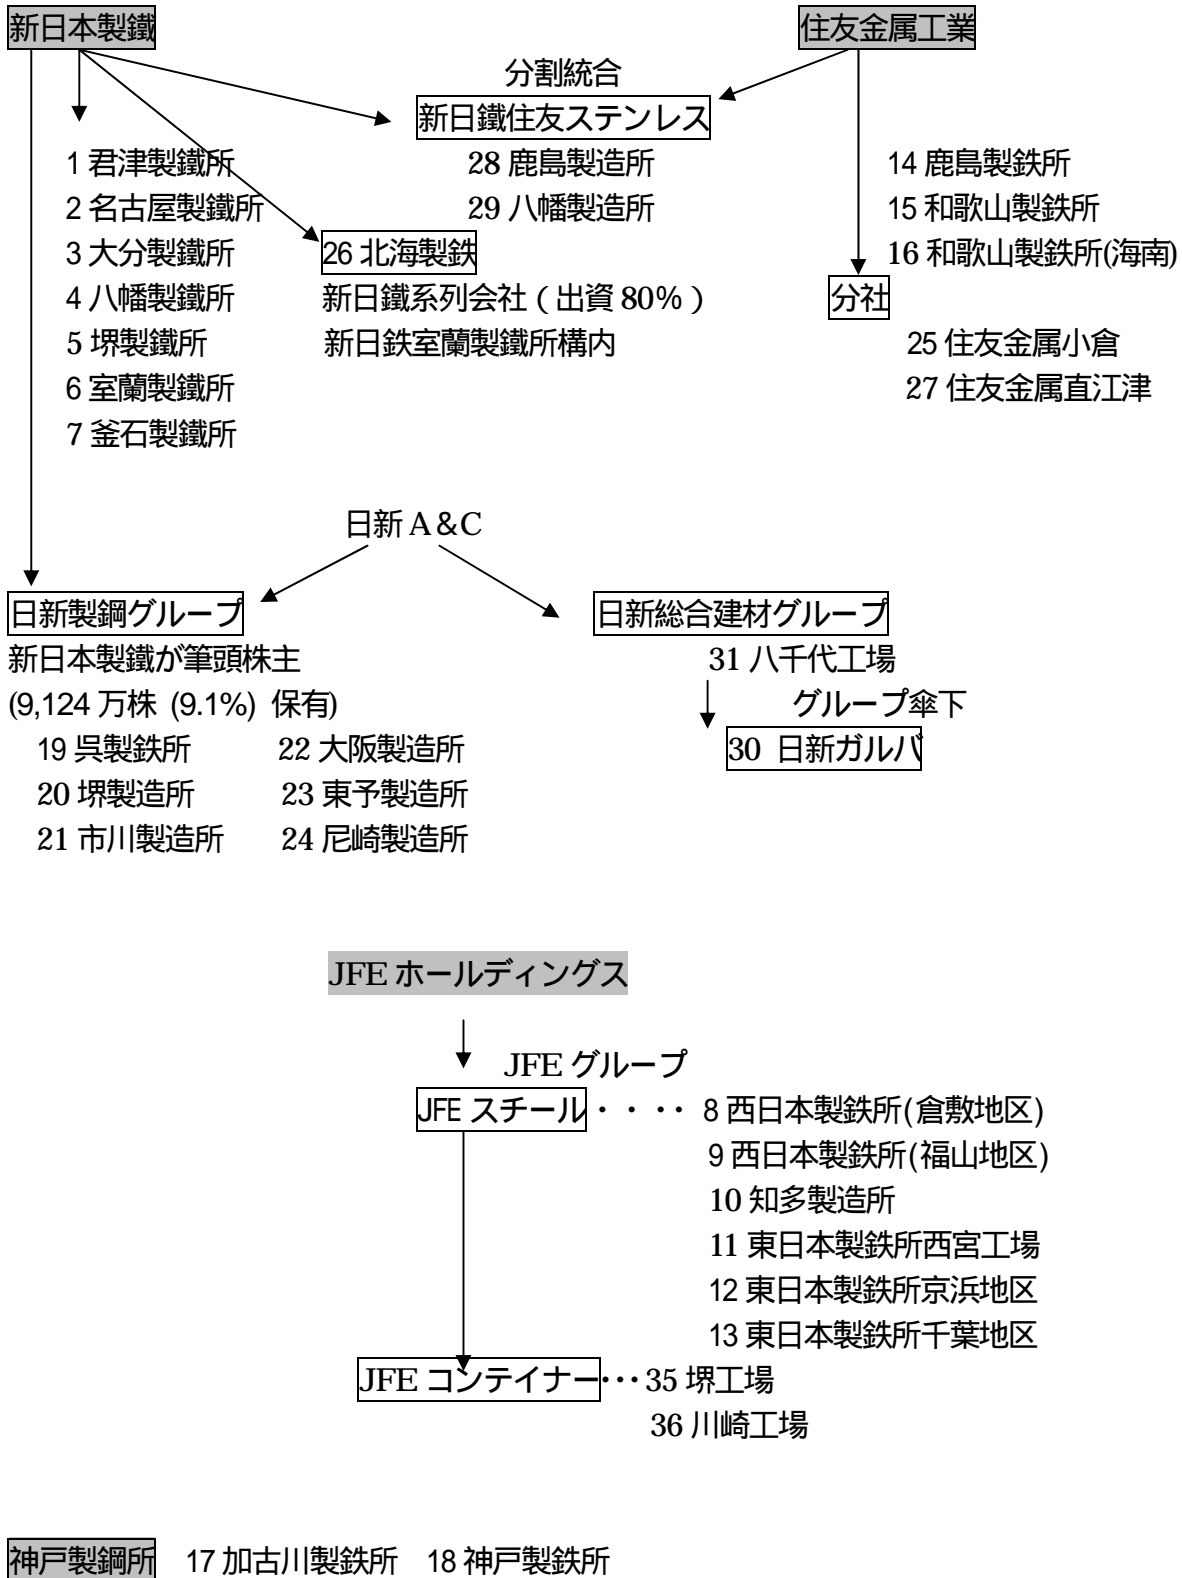 新日本製鐵
住友金属工業
分割統合
新日鐵住友ステンレス
28 鹿島製造所
29 八幡製造所
1 君津製鐵所
2 名古屋製鐵所
3 大分製鐵所
4 八幡製鐵所
5 堺製鐵所
6 室蘭製鐵所
7 釜石製鐵所
26 北海製鉄
新日鐵系列会社（出資 80％）
新日鉄室蘭製鐵所構内
14 鹿島製鉄所
15 和歌山製鉄所
16 和歌山製鉄所(海南)
分社
25 住友金属小倉
27 住友金属直江津
日新 A＆C
日新製鋼グループ
新日本製鐵が筆頭株主
(9,124 万株 (9.1%) 保有)
19 呉製鉄所 22 大阪製造所
20 堺製造所 23 東予製造所
21 市川製造所 24 尼崎製造所
日新総合建材グループ
31 八千代工場
グループ傘下
30 日新ガルバ
JFE ホールディングス
JFE グループ
JFE スチール・・・・ 8 西日本製鉄所(倉敷地区)
9 西日本製鉄所(福山地区)
10 知多製造所
11 東日本製鉄所西宮工場
12 東日本製鉄所京浜地区
13 東日本製鉄所千葉地区
JFE コンテイナー・・・35 堺工場
36 川崎工場
神戸製鋼所 17 加古川製鉄所 18 神戸製鉄所